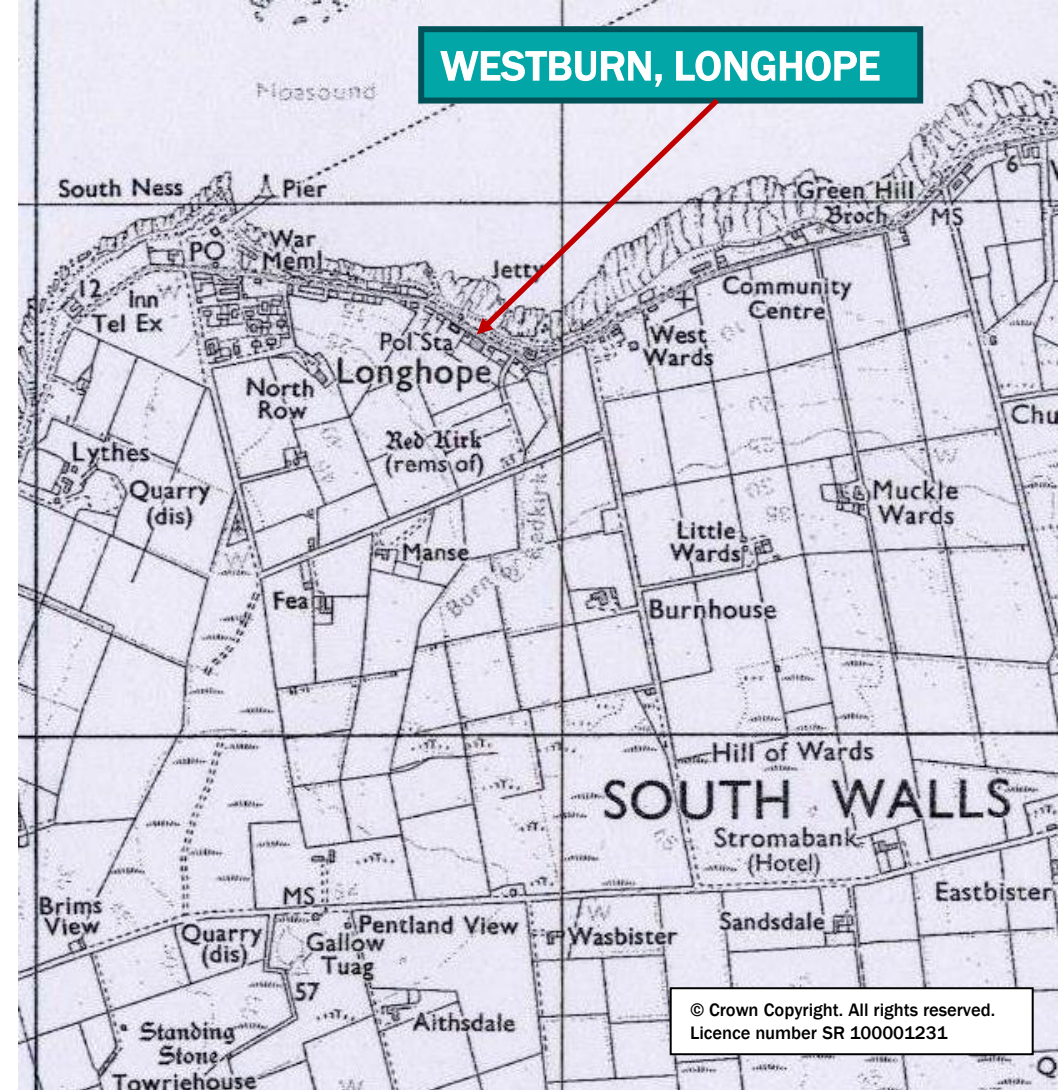 WESTBURN, LONGHOPE
South Ness
Pier
Green Hill
Broch
6
MS
PO
War
Meml
Jetty
12
Inn
Tel Ex
Community
Centre
Pol Sta
West
Wards
Longhope
North
Row
Chu
Red Kirk
(rems of)
Lythes
Quarry
(dis)
Muckle
Wards
Little
Wards
Manse
Burn of Redkirk
Fea
Burnhouse
Hill of Wards
SOUTH WALLS
Stromabank
(Hotel)
MS
Eastbister
Brims
View
Quarry
(dis)
Pentland View
Gallow
Tuag
Wasbister
Sandsdale
57
Aithsdale
Standing
Stone
Towriehouse
© Crown Copyright. All rights reserved.
Licence number SR 100001231